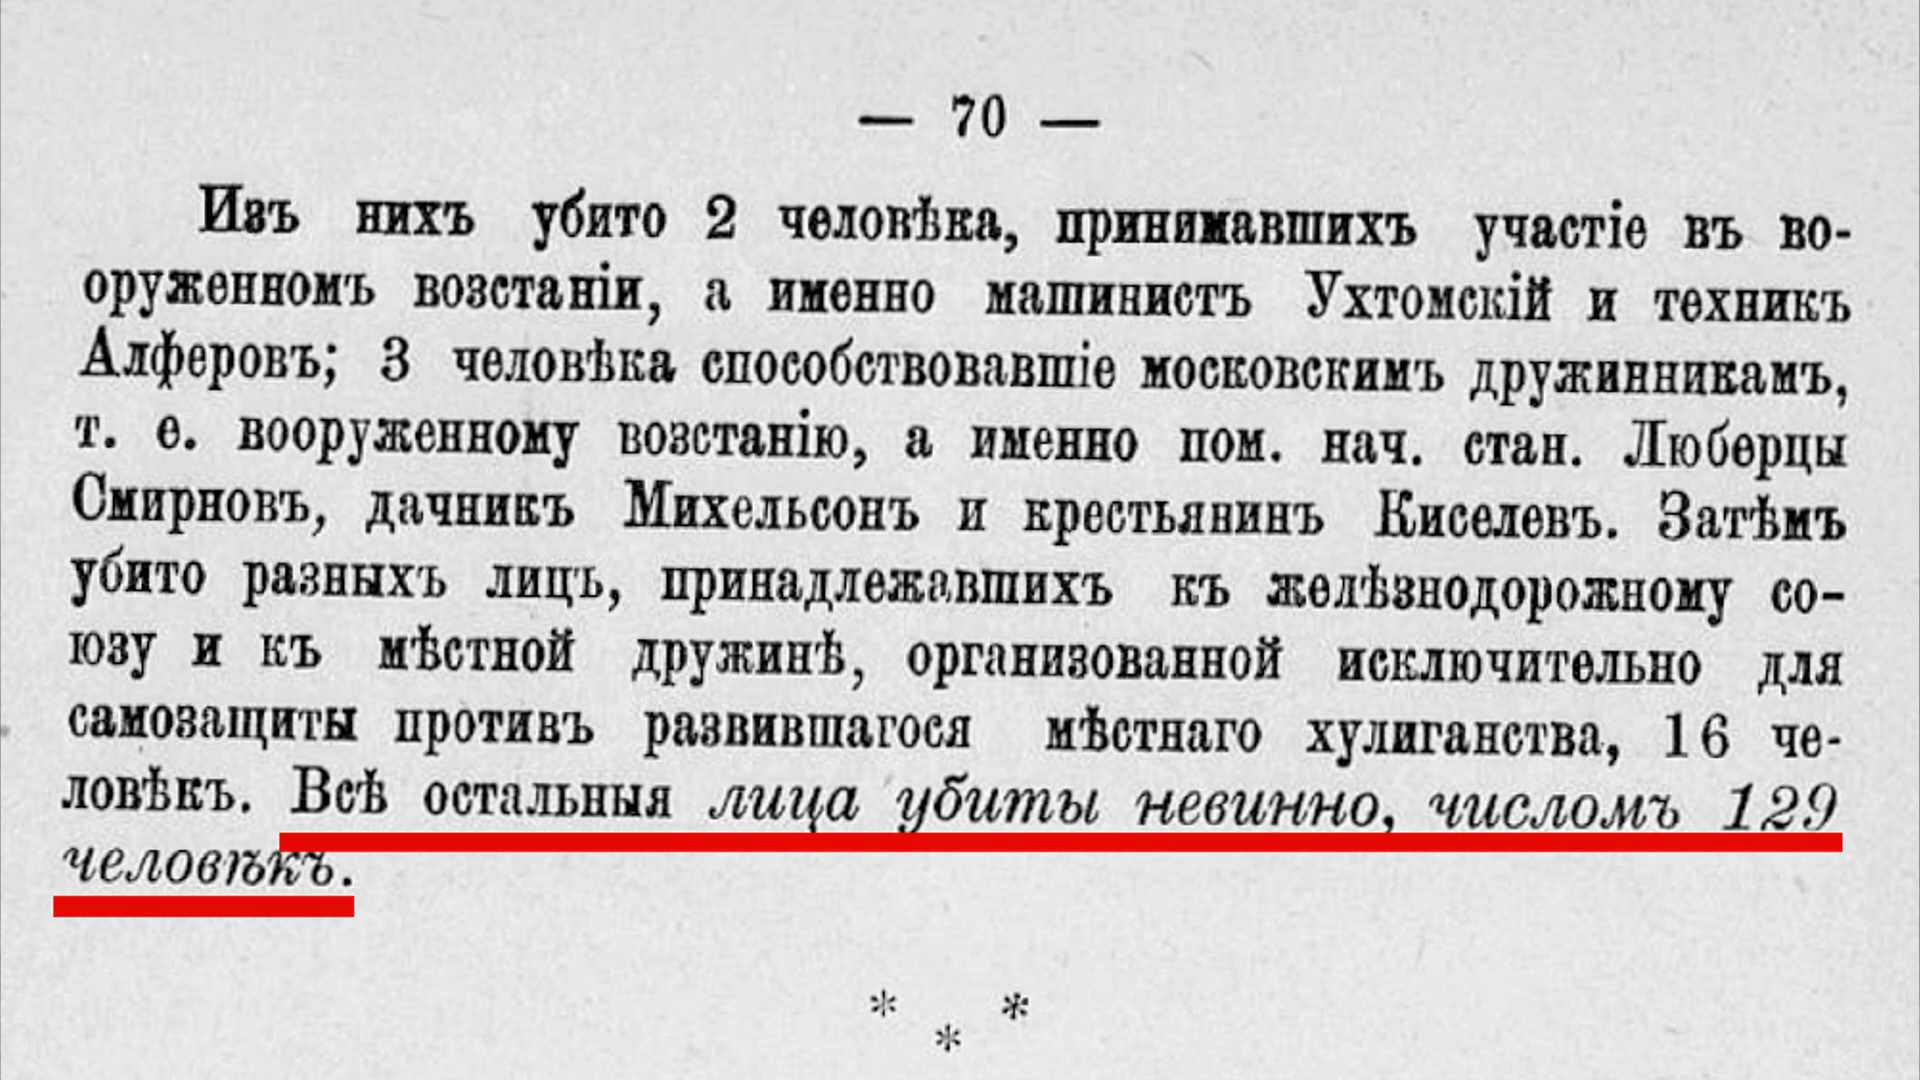 — 70 —
Изъ нихъ убито 2 человѣка, принимавшихъ участіе въ во-
оруженномъ возстаніи, а именно машинистъ Ухтомскій и техникъ
Алферовъ; 3 человѣка способствовавшіе московскимъ дружинникамъ,
т. е. вооруженному возстанію, а именно пом. нач. стан. Люберцы
Смирновъ, дачникъ Михельсонъ и крестьянинъ Киселевъ. Затѣмъ
убито разныхъ лицъ, принадлежавшихъ къ желѣзнодорожному со-
юзу и къ мѣстной дружинѣ, организованной исключительно для
самозащиты противъ развившагося мѣстнаго хулиганства, 16 че-
ловѣкъ. Всѣ остальныя лица убиты невинно, числомъ 129
человѣкъ.
* * *